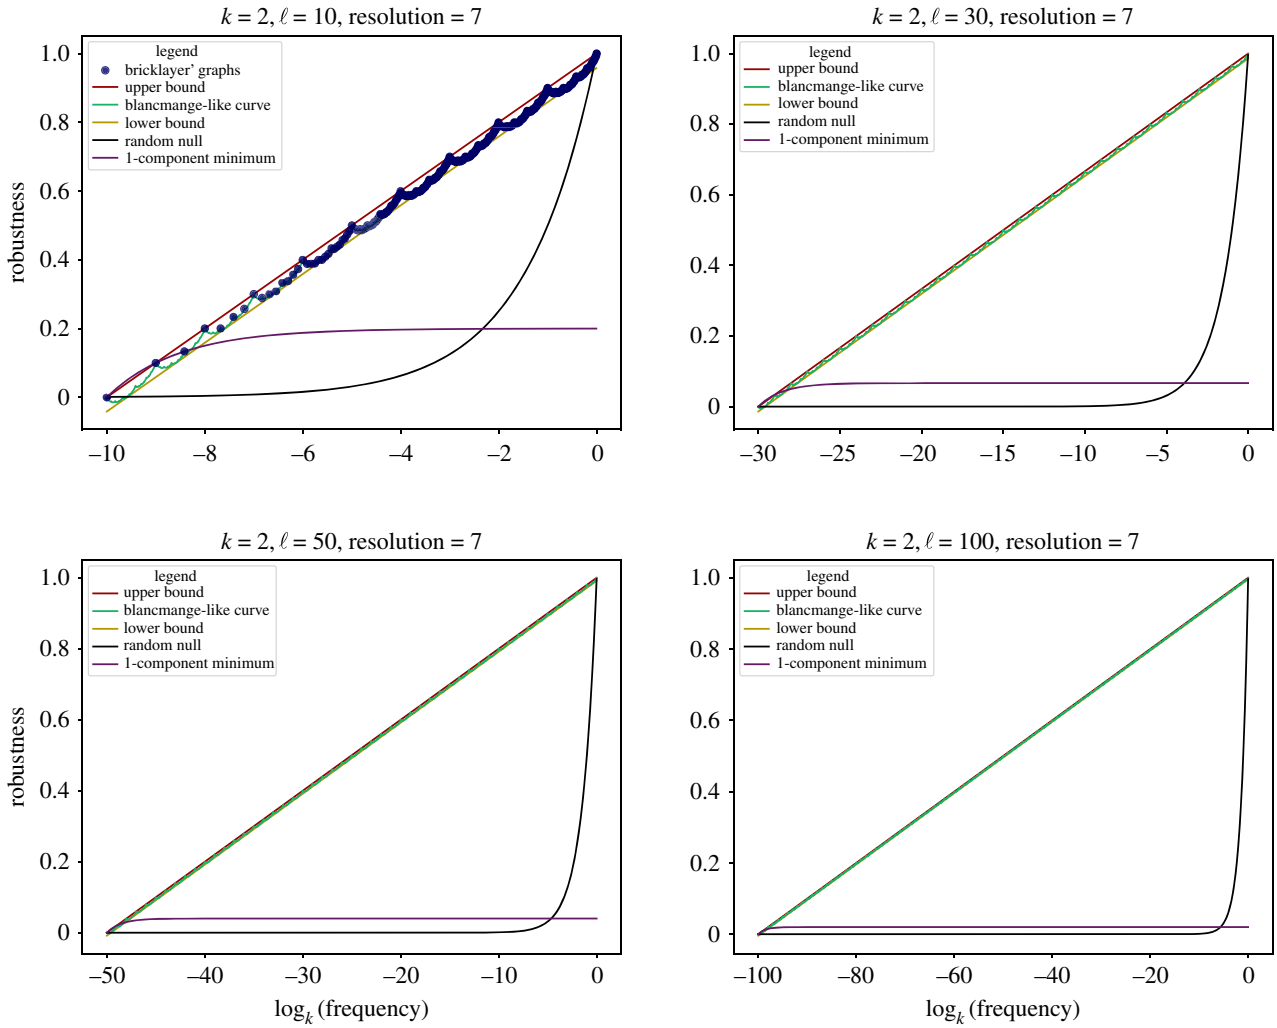 k = 2, ℓ = 10, resolution = 7
legend
bricklayer' graphs
upper bound
blancmange-like curve
lower bound
random null
1-component minimum
robustness
1.0
0.8
0.6
0.4
0.2
0
–10
–8
–6
–4
–2
0
k = 2, ℓ = 30, resolution = 7
legend
upper bound
blancmange-like curve
lower bound
random null
1-component minimum
1.0
0.8
0.6
0.4
0.2
0
–30
–25
–20
–15
–10
–5
0
k = 2, ℓ = 50, resolution = 7
legend
upper bound
blancmange-like curve
lower bound
random null
1-component minimum
robustness
1.0
0.8
0.6
0.4
0.2
0
–50
–40
–30
–20
–10
0
log_k (frequency)
k = 2, ℓ = 100, resolution = 7
legend
upper bound
blancmange-like curve
lower bound
random null
1-component minimum
1.0
0.8
0.6
0.4
0.2
0
–100
–80
–60
–40
–20
0
log_k (frequency)